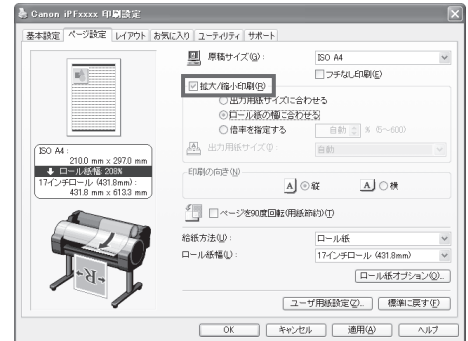 Canon iPFxxxx 印刷設定
基本設定 ページ設定 レイアウト お気に入り ユーティリティ サポート
原稿サイズ(G): ISO A4
フチなし印刷(E)
拡大/縮小印刷(R)
出力用紙サイズに合わせる
ロール紙の幅に合わせる
倍率を指定する 自動 % (5～600)
出力用紙サイズ(P): 自動
ISO A4 :
210.0 mm x 297.0 mm
ロール紙幅: 208%
17インチロール (431.8mm) :
431.8 mm x 613.3 mm
印刷の向き(N)
A 縦 A 横
ページを90度回転(用紙節約)(T)
給紙方法(U): ロール紙
ロール紙幅(L): 17インチロール (431.8mm)
ロール紙オプション(Q)...
ユーザ用紙設定(Z)... 標準に戻す(F)
OK キャンセル 適用(A) ヘルプ
R